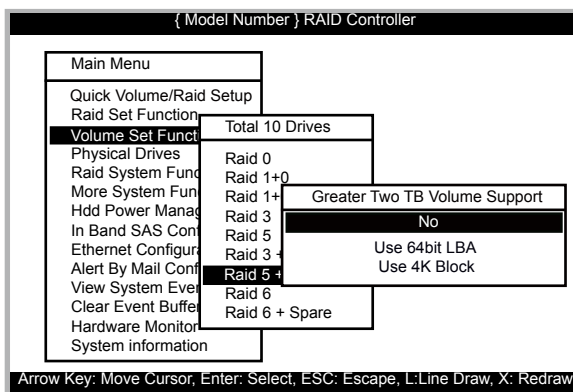 { Model Number } RAID Controller
Main Menu
Quick Volume/Raid Setup
Raid Set Function
Volume Set Functi
Physical Drives
Raid System Func
More System Fun
Hdd Power Manag
In Band SAS Con
Ethernet Configura
Alert By Mail Conf
View System Eve
Clear Event Buffe
Hardware Monitor
System information
Total 10 Drives
Raid 0
Raid 1+0
Raid 1+
Raid 3
Raid 5
Raid 3 +
Raid 5 +
Raid 6
Raid 6 + Spare
Greater Two TB Volume Support
No
Use 64bit LBA
Use 4K Block
Arrow Key: Move Cursor, Enter: Select, ESC: Escape, L:Line Draw, X: Redraw